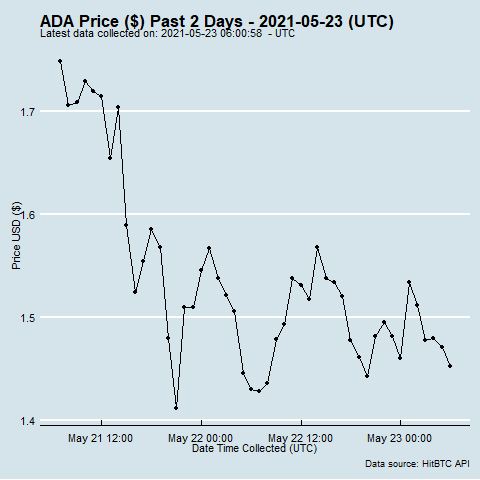 ADA Price ($) Past 2 Days - 2021-05-23 (UTC)
Latest data collected on: 2021-05-23 06:00:58  - UTC
Price USD ($)
1.7
1.6
1.5
1.4
May 21 12:00 May 22 00:00 May 22 12:00 May 23 00:00
Date Time Collected (UTC)
Data source: HitBTC API